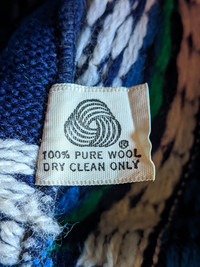 ®
100% PURE WOOL
DRY CLEAN ONLY